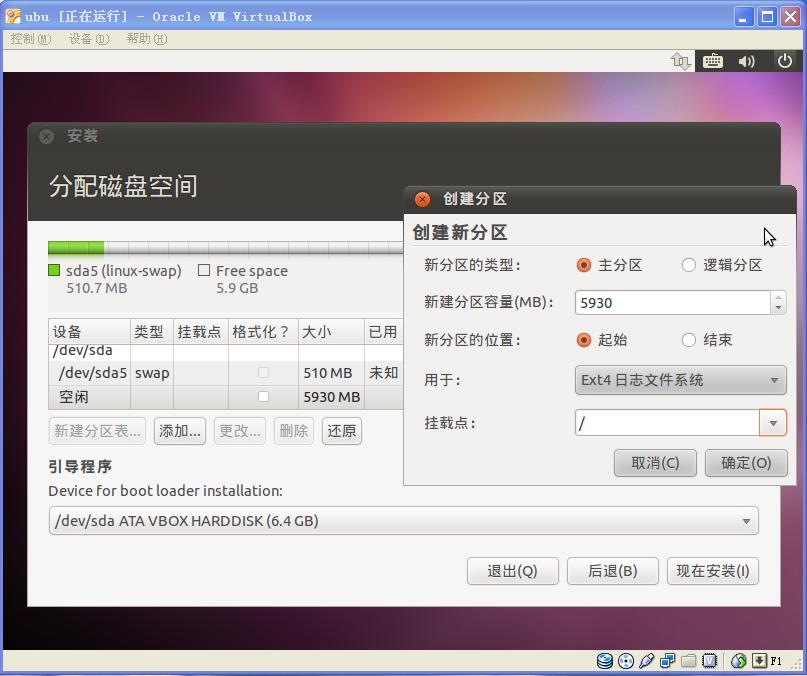 ubu [正在运行] - Oracle VM VirtualBox
控制(M) 设备(D) 帮助(H)
安装
分配磁盘空间
sda5 (linux-swap)
510.7 MB
Free space
5.9 GB
设备 类型 挂载点 格式化？ 大小 已用
/dev/sda
/dev/sda5 swap 510 MB 未知
空闲 5930 MB
新建分区表... 添加... 更改... 删除 还原
引导程序
Device for boot loader installation:
/dev/sda ATA VBOX HARDDISK (6.4 GB)
退出(Q) 后退(B) 现在安装(I)
创建分区
创建新分区
新分区的类型： 主分区 逻辑分区
新建分区容量(MB)： 5930
新分区的位置： 起始 结束
用于： Ext4 日志文件系统
挂载点： /
取消(C) 确定(O)
F1